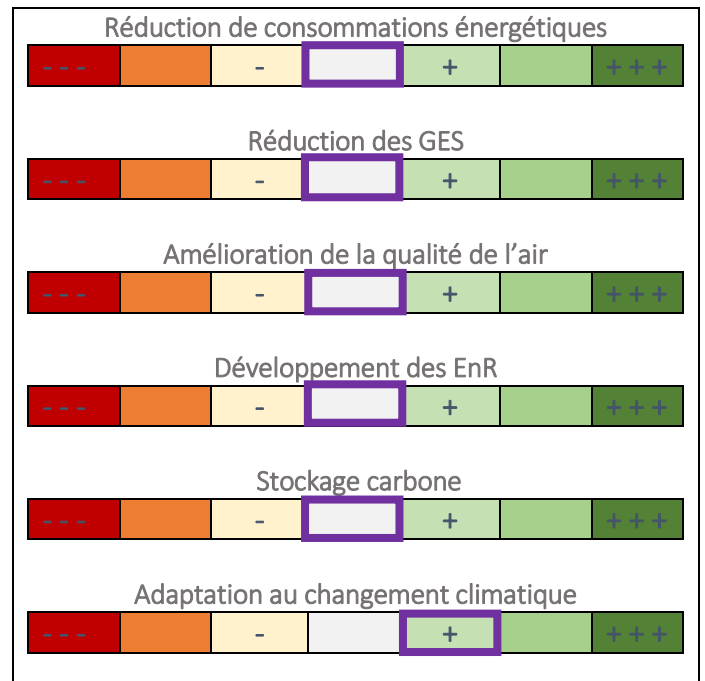 Réduction de consommations énergétiques
- - - - + + + +
Réduction des GES
- - - - + + + +
Amélioration de la qualité de l’air
- - - - + + + +
Développement des EnR
- - - - + + + +
Stockage carbone
- - - - + + + +
Adaptation au changement climatique
- - - - + + + +